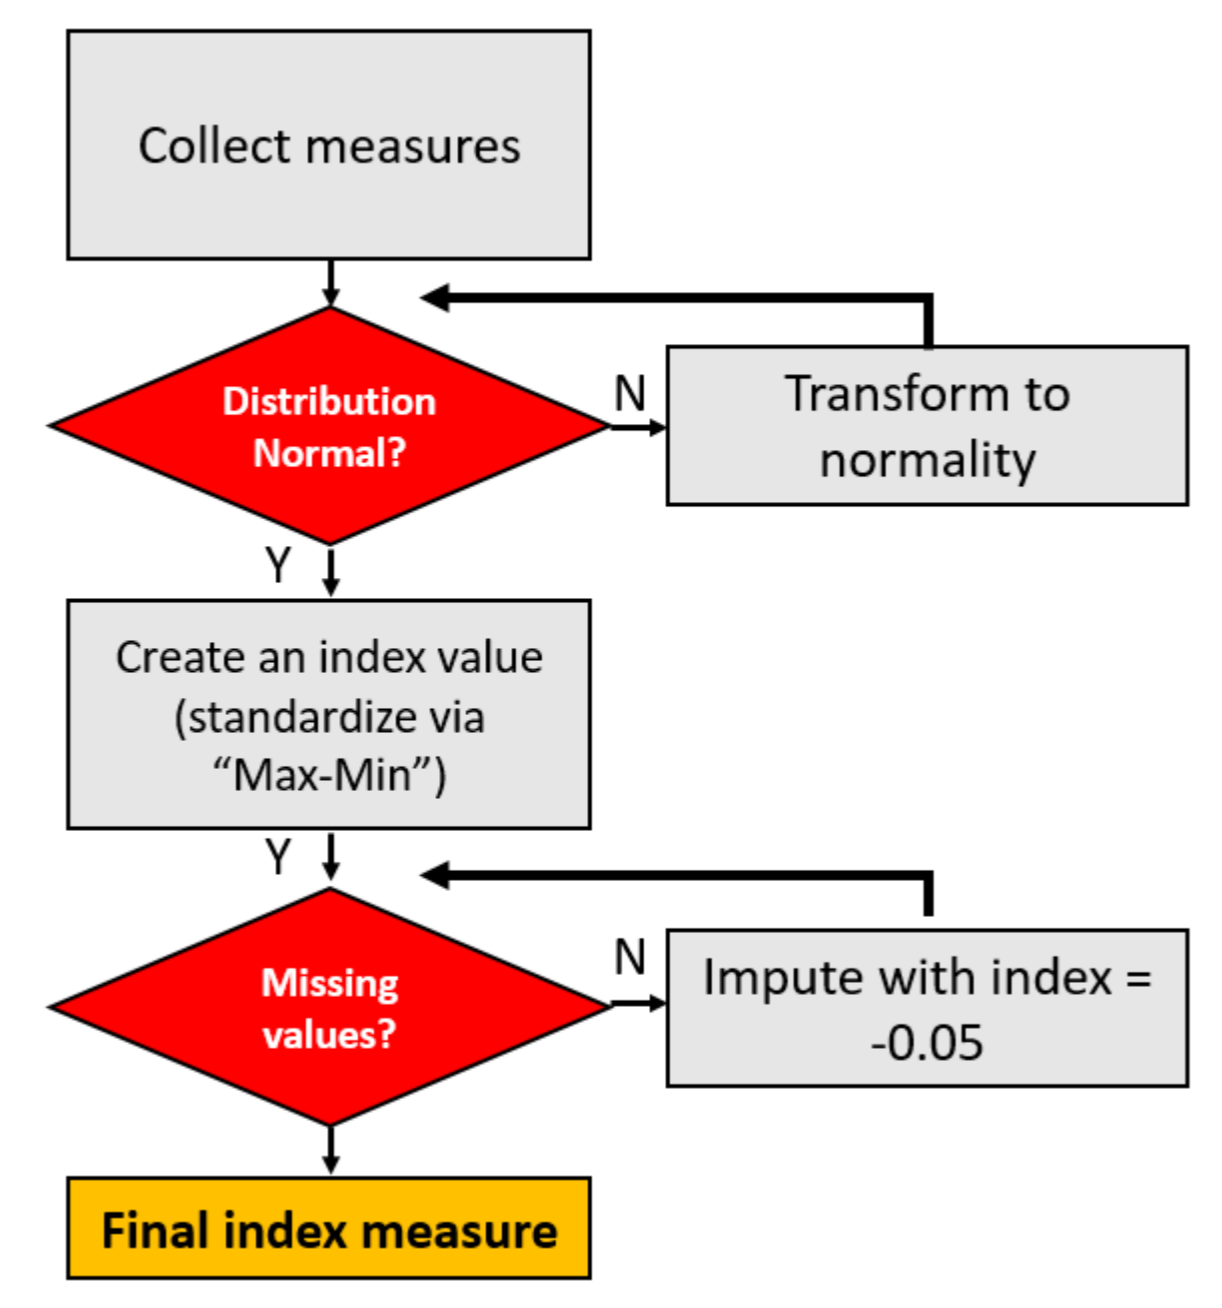 Collect measures
Distribution
Normal?
N
Transform to
normality
Y
Create an index value
(standardize via
“Max-Min”)
Y
Missing
values?
N
Impute with index =
-0.05
Final index measure